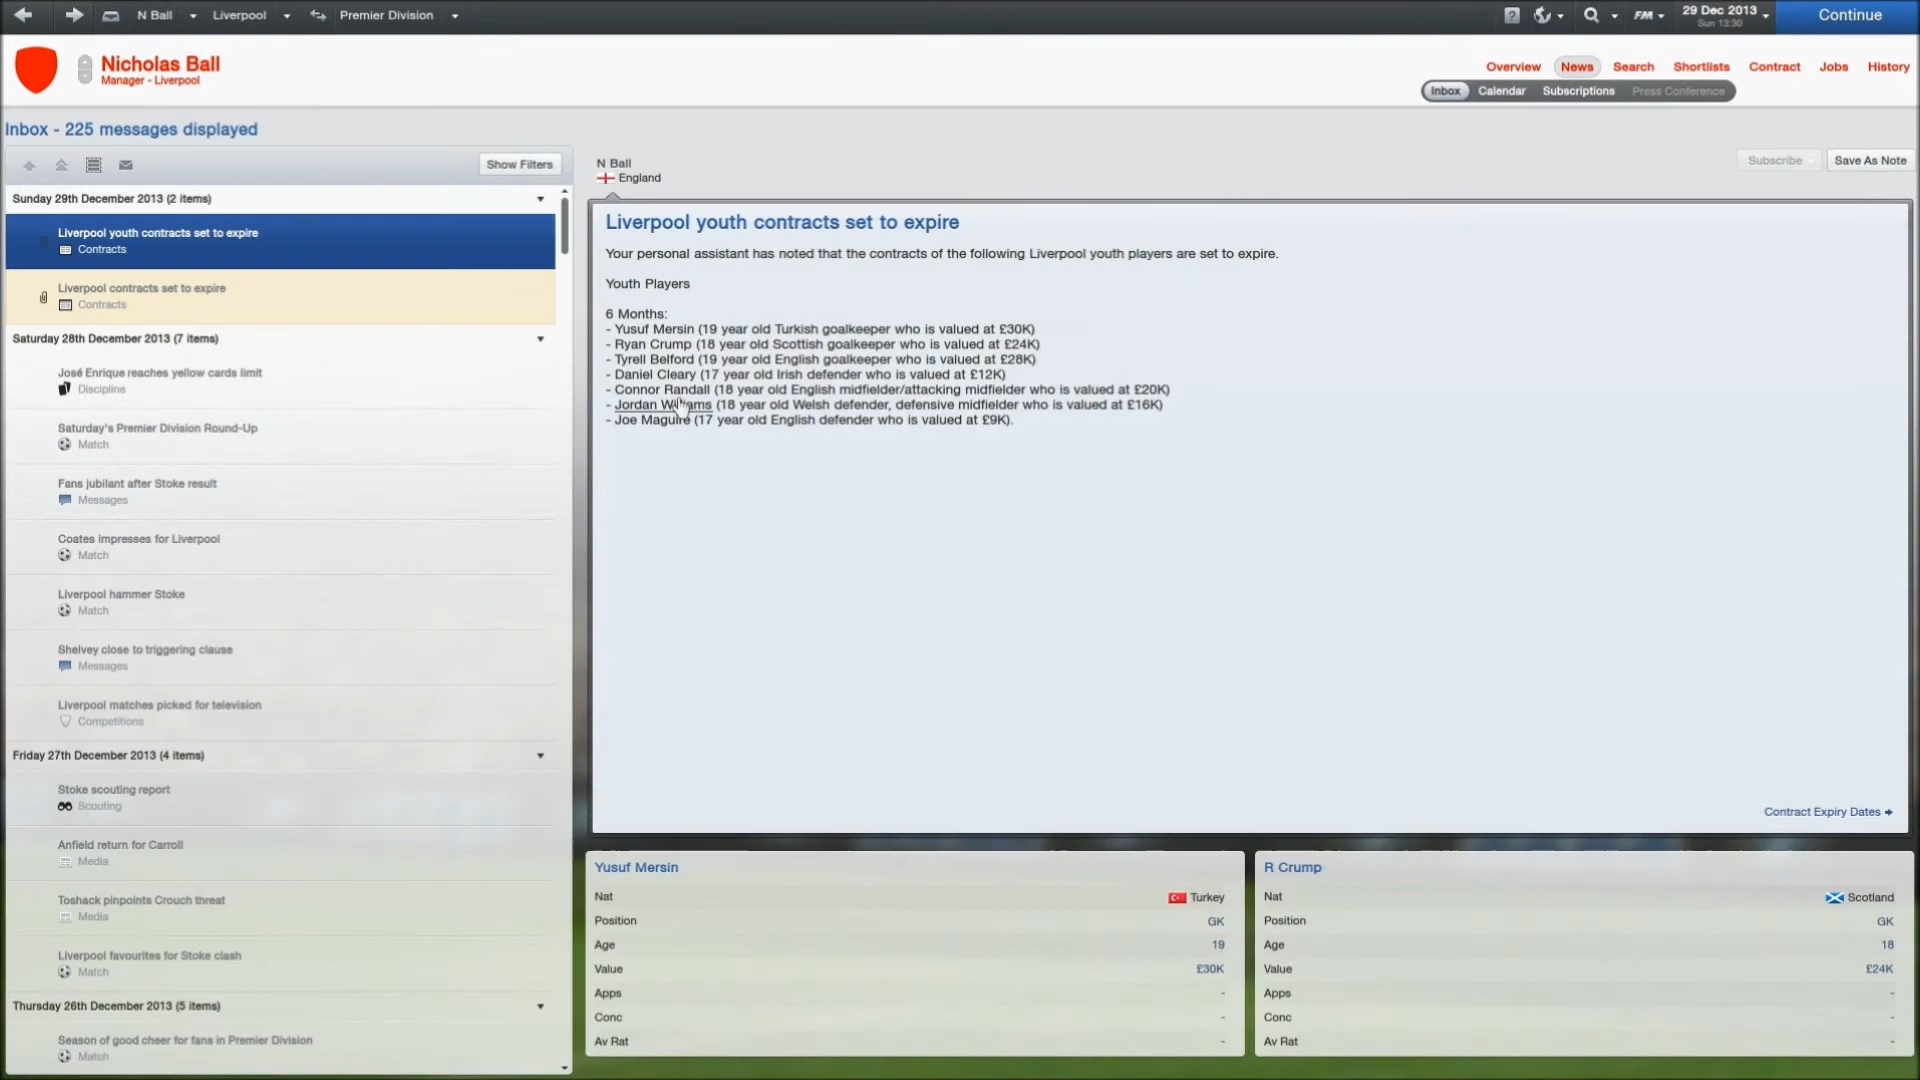 N Ball
Liverpool
Premier Division
?
FM
29 Dec 2013
Sun 13:30
Continue
Nicholas Ball
Manager - Liverpool
Overview
News
Search
Shortlists
Contract
Jobs
History
Inbox
Calendar
Subscriptions
Press Conference
Inbox - 225 messages displayed
Show Filters
Sunday 29th December 2013 (2 items)
Liverpool youth contracts set to expire
Contracts
Liverpool contracts set to expire
Contracts
Saturday 28th December 2013 (7 items)
José Enrique reaches yellow cards limit
Discipline
Saturday's Premier Division Round-Up
Match
Fans jubilant after Stoke result
Messages
Coates impresses for Liverpool
Match
Liverpool hammer Stoke
Match
Shelvey close to triggering clause
Messages
Liverpool matches picked for television
Competitions
Friday 27th December 2013 (4 items)
Stoke scouting report
Scouting
Anfield return for Carroll
Media
Toshack pinpoints Crouch threat
Media
Liverpool favourites for Stoke clash
Match
Thursday 26th December 2013 (5 items)
Season of good cheer for fans in Premier Division
Match
N Ball
England
Subscribe
Save As Note
Liverpool youth contracts set to expire
Your personal assistant has noted that the contracts of the following Liverpool youth players are set to expire.
Youth Players
6 Months:
- Yusuf Mersin (19 year old Turkish goalkeeper who is valued at £30K)
- Ryan Crump (18 year old Scottish goalkeeper who is valued at £24K)
- Tyrell Belford (19 year old English goalkeeper who is valued at £28K)
- Daniel Cleary (17 year old Irish defender who is valued at £12K)
- Connor Randall (18 year old English midfielder/attacking midfielder who is valued at £20K)
- Jordan Williams (18 year old Welsh defender, defensive midfielder who is valued at £16K)
- Joe Maguire (17 year old English defender who is valued at £9K).
Contract Expiry Dates
Yusuf Mersin
Nat Turkey
Position GK
Age 19
Value £30K
Apps -
Conc -
Av Rat -
R Crump
Nat Scotland
Position GK
Age 18
Value £24K
Apps -
Conc -
Av Rat -